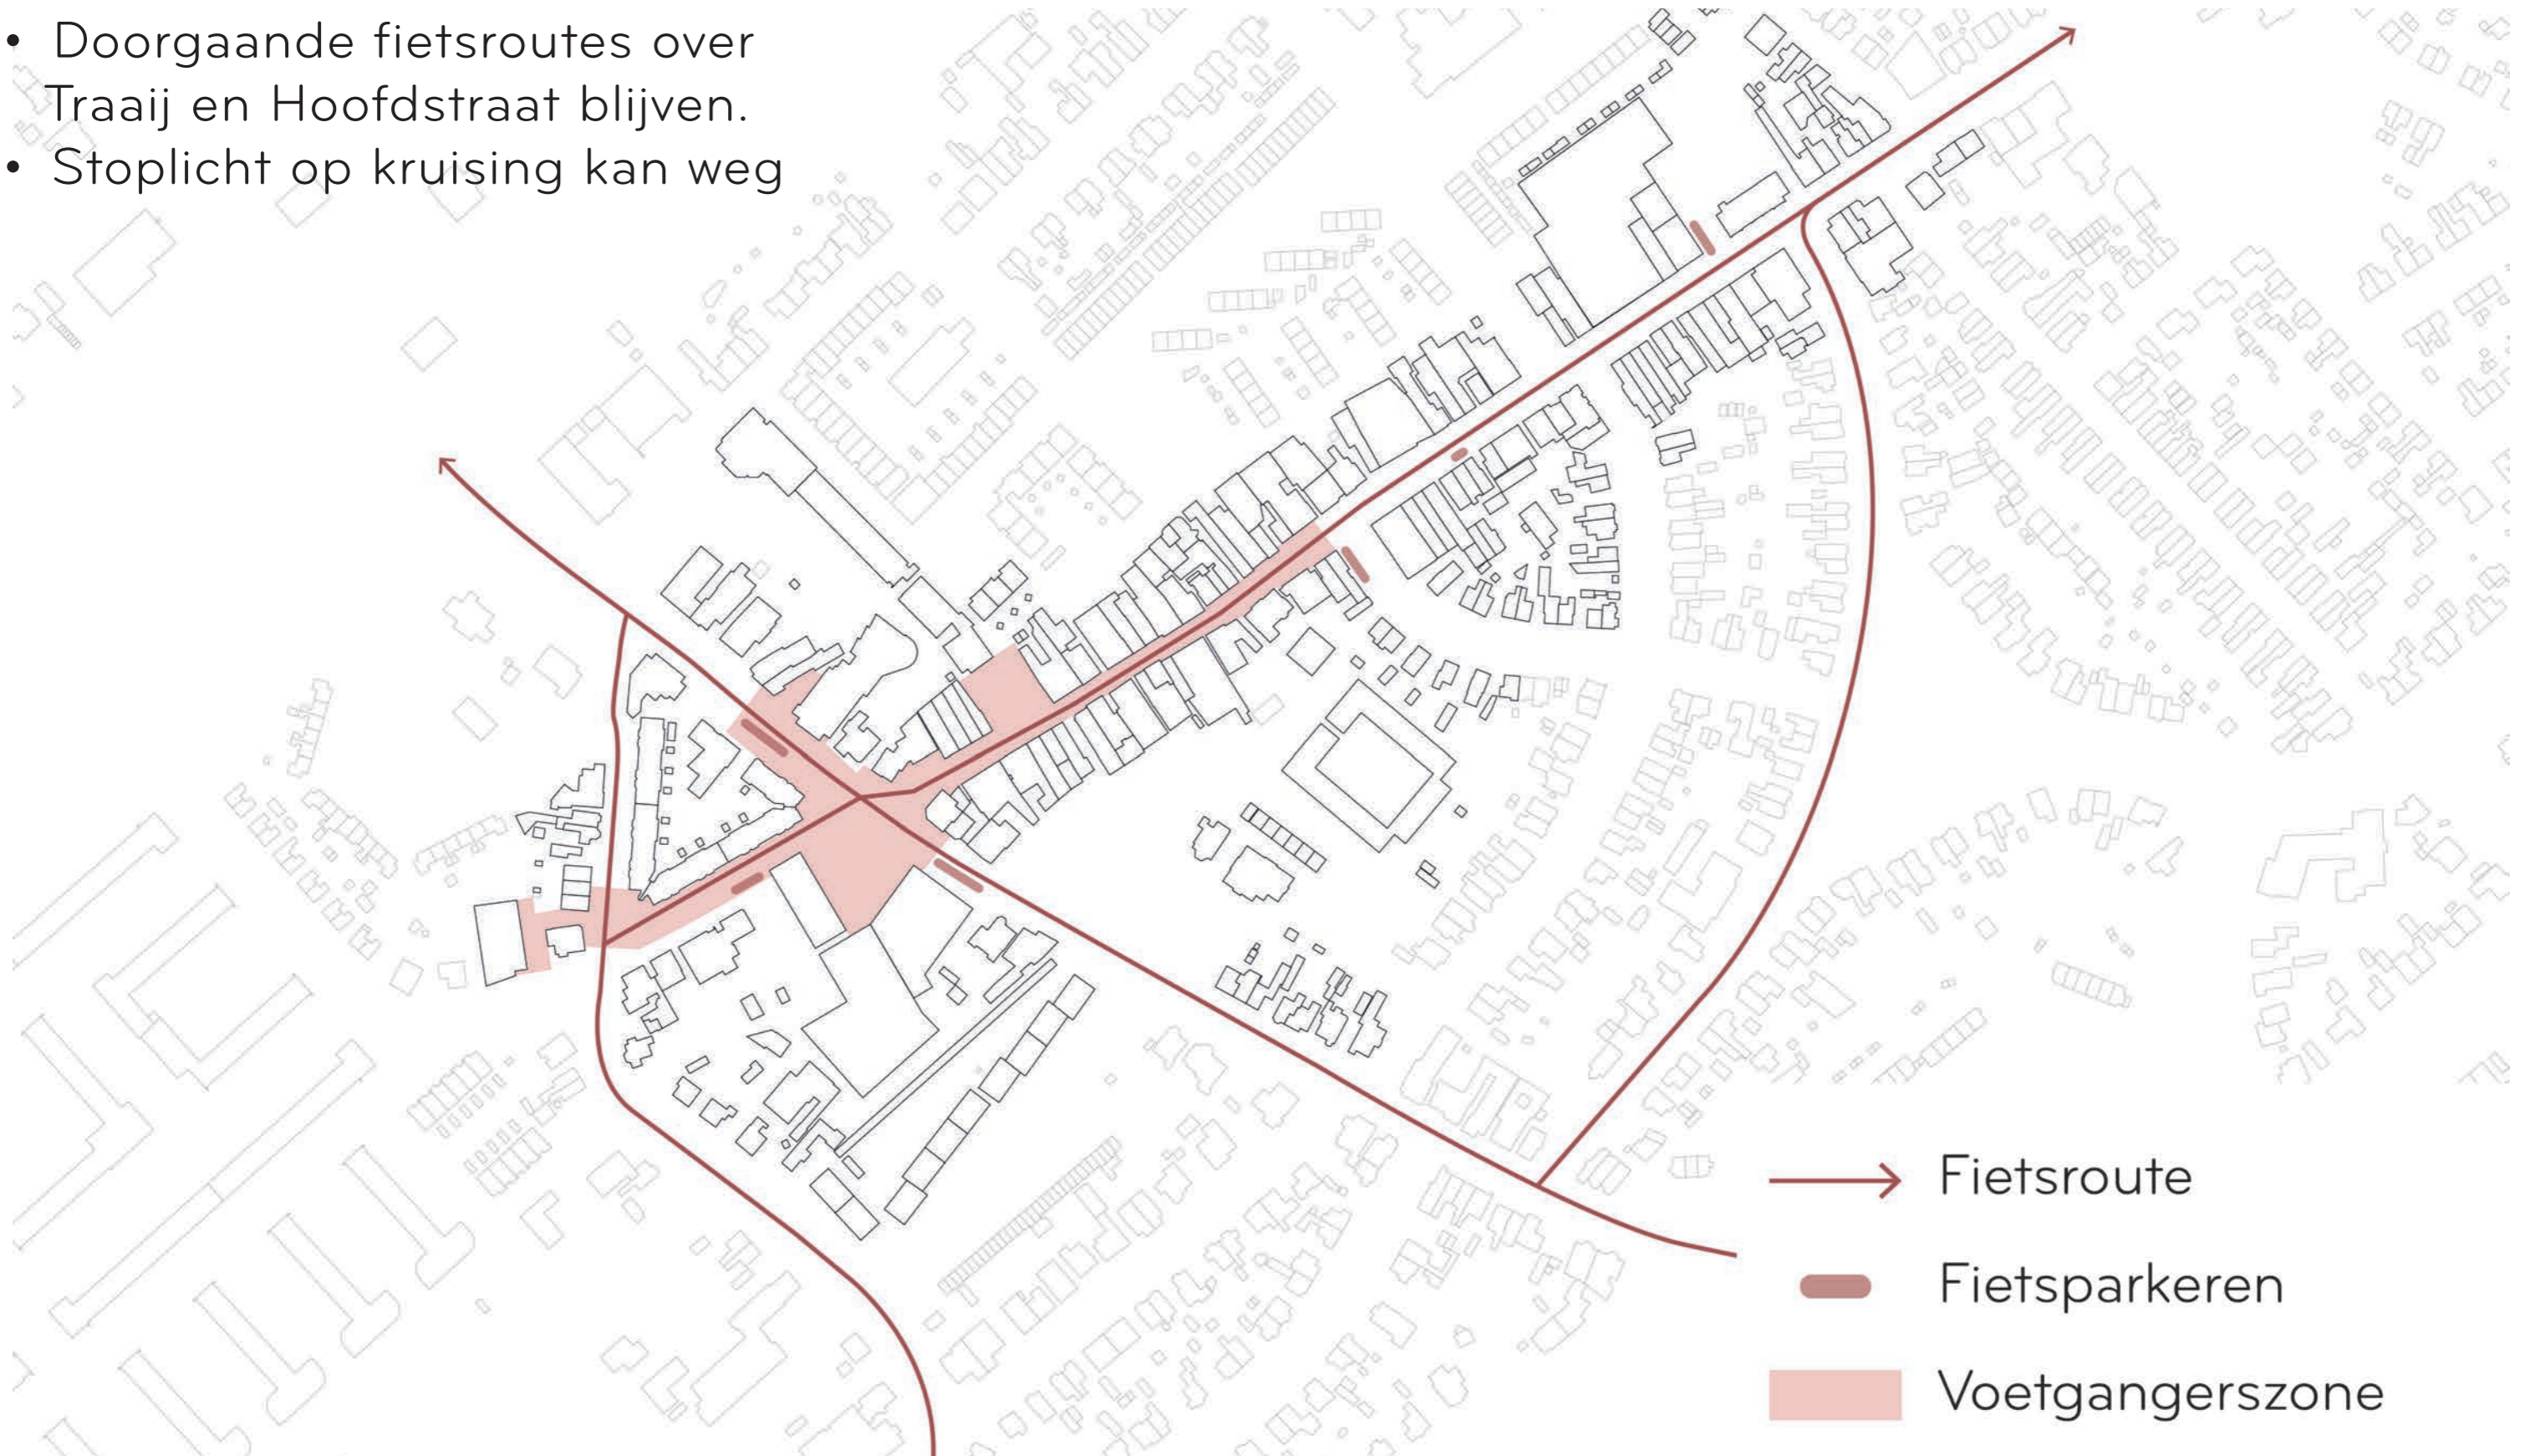 • Doorgaande fietsroutes over
Traaij en Hoofdstraat blijven.
• Stoplicht op kruising kan weg
Fietsroute
Fietsparkeren
Voetgangerszone